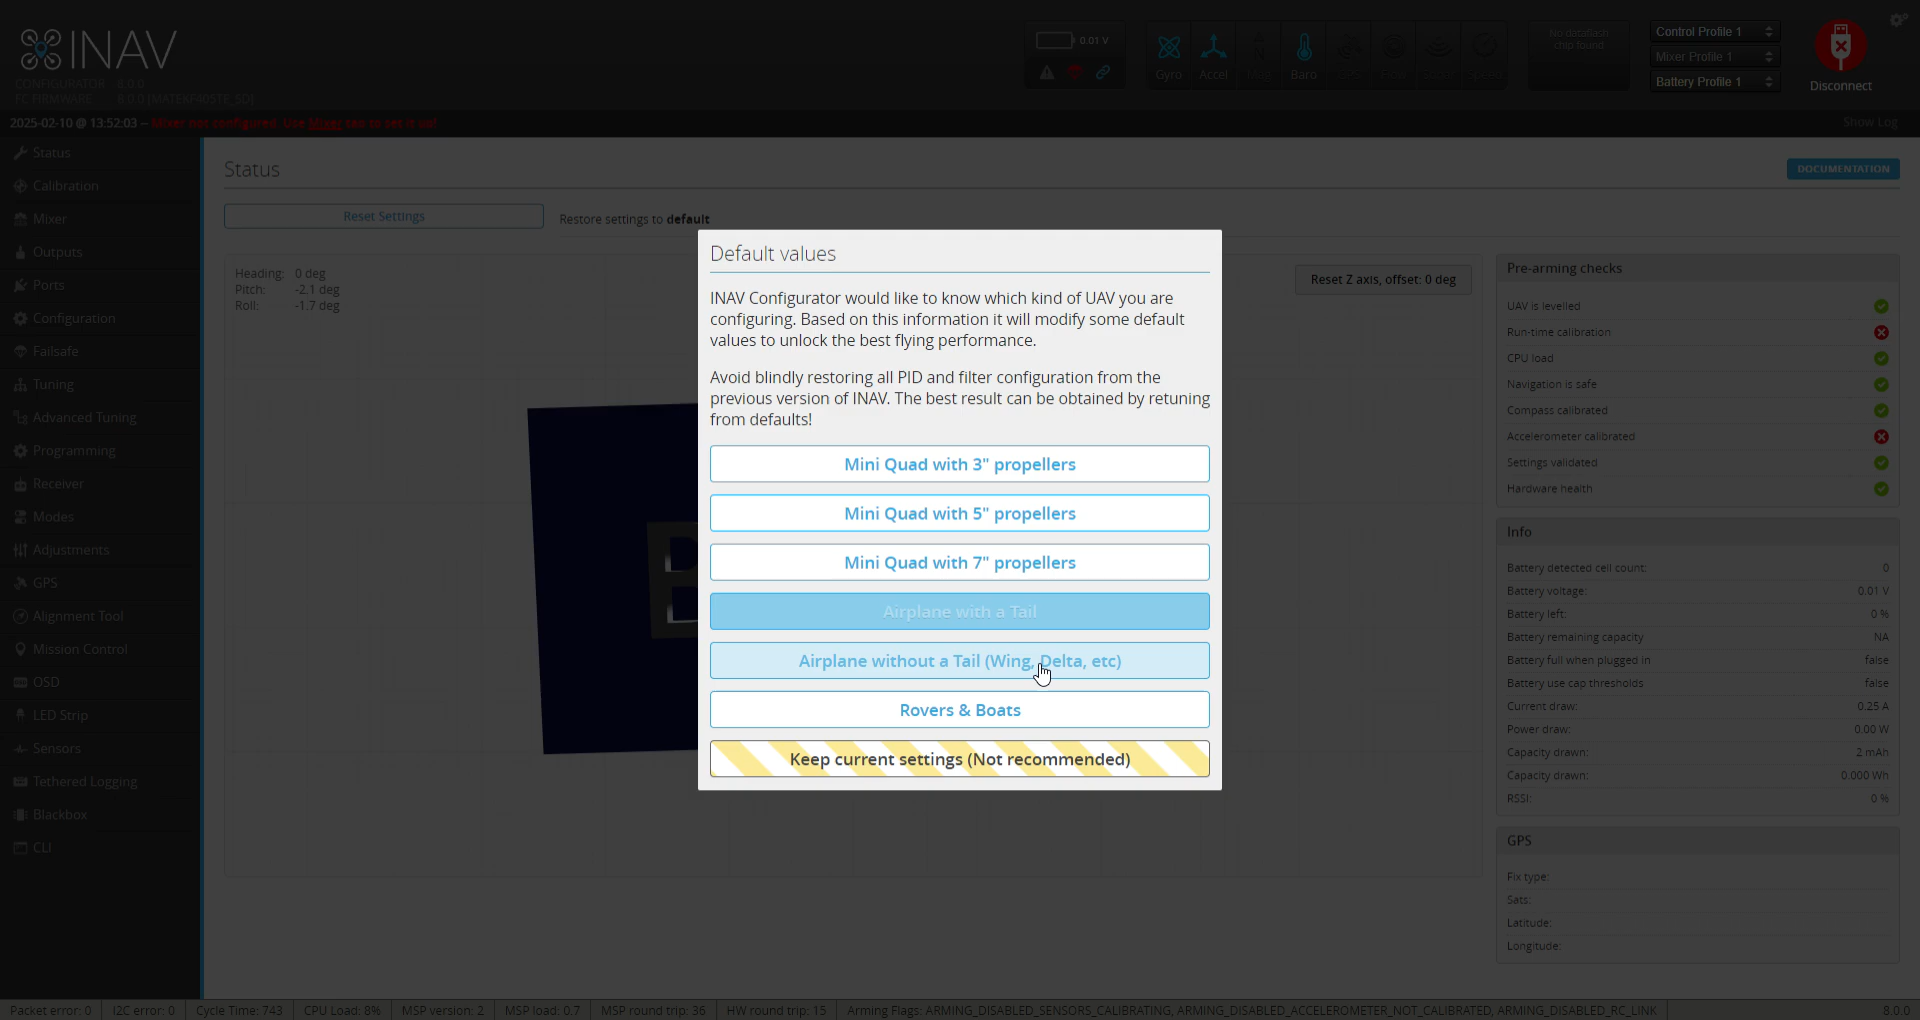 INAV
CONFIGURATOR 8.0.0
FC FIRMWARE 8.0.0 [MATEKF405TE_SD]
0.01 V
Gyro
Accel
Mag
Baro
GPS
Flow
Sonar
Speed
No dataflash
chip found
Control Profile 1
Mixer Profile 1
Battery Profile 1
Disconnect
2025-02-10 @ 13:52:03 -- Mixer not configured. Use Mixer tab to set it up!
Show Log
Status
Calibration
Mixer
Outputs
Ports
Configuration
Failsafe
Tuning
Advanced Tuning
Programming
Receiver
Modes
Adjustments
GPS
Alignment Tool
Mission Control
OSD
LED Strip
Sensors
Tethered Logging
Blackbox
CLI
Status
DOCUMENTATION
Reset Settings
Restore settings to default
Heading: 0 deg
Pitch: -2.1 deg
Roll: -1.7 deg
Reset Z axis, offset: 0 deg
Default values
INAV Configurator would like to know which kind of UAV you are
configuring. Based on this information it will modify some default
values to unlock the best flying performance.
Avoid blindly restoring all PID and filter configuration from the
previous version of INAV. The best result can be obtained by retuning
from defaults!
Mini Quad with 3" propellers
Mini Quad with 5" propellers
Mini Quad with 7" propellers
Airplane with a Tail
Airplane without a Tail (Wing, Delta, etc)
Rovers & Boats
Keep current settings (Not recommended)
Pre-arming checks
UAV is levelled
Run-time calibration
CPU load
Navigation is safe
Compass calibrated
Accelerometer calibrated
Settings validated
Hardware health
Info
Battery detected cell count: 0
Battery voltage: 0.01 V
Battery left: 0 %
Battery remaining capacity NA
Battery full when plugged in false
Battery use cap thresholds false
Current draw: 0.25 A
Power draw: 0.00 W
Capacity drawn: 2 mAh
Capacity drawn: 0.000 Wh
RSSI: 0 %
GPS
Fix type:
Sats:
Latitude:
Longitude:
Packet error: 0
I2C error: 0
Cycle Time: 743
CPU Load: 8%
MSP version: 2
MSP load: 0.7
MSP round trip: 36
HW round trip: 15
Arming Flags: ARMING_DISABLED_SENSORS_CALIBRATING, ARMING_DISABLED_ACCELEROMETER_NOT_CALIBRATED, ARMING_DISABLED_RC_LINK
8.0.0